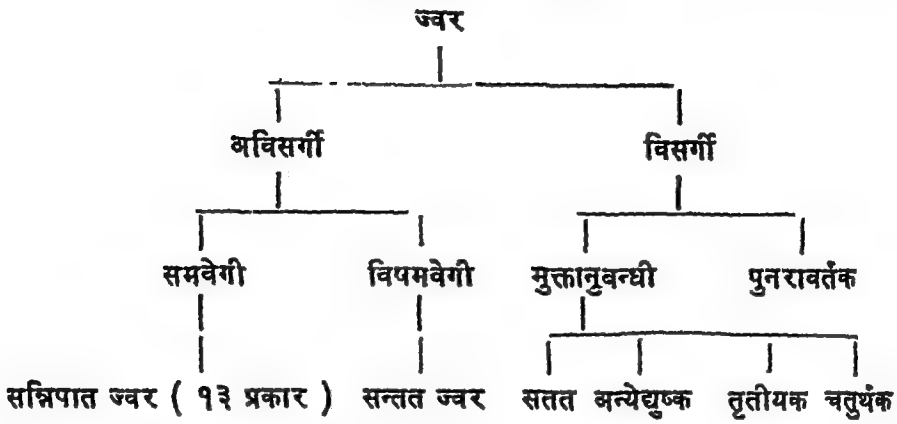 ज्वर
अविसर्गी विसर्गी
समवेगी विषमवेगी मुक्तानुबन्धी पुनरावर्तक
सन्निपात ज्वर ( १३ प्रकार ) सन्तत ज्वर सतत अन्येद्युष्क तृतीयक चतुर्थक